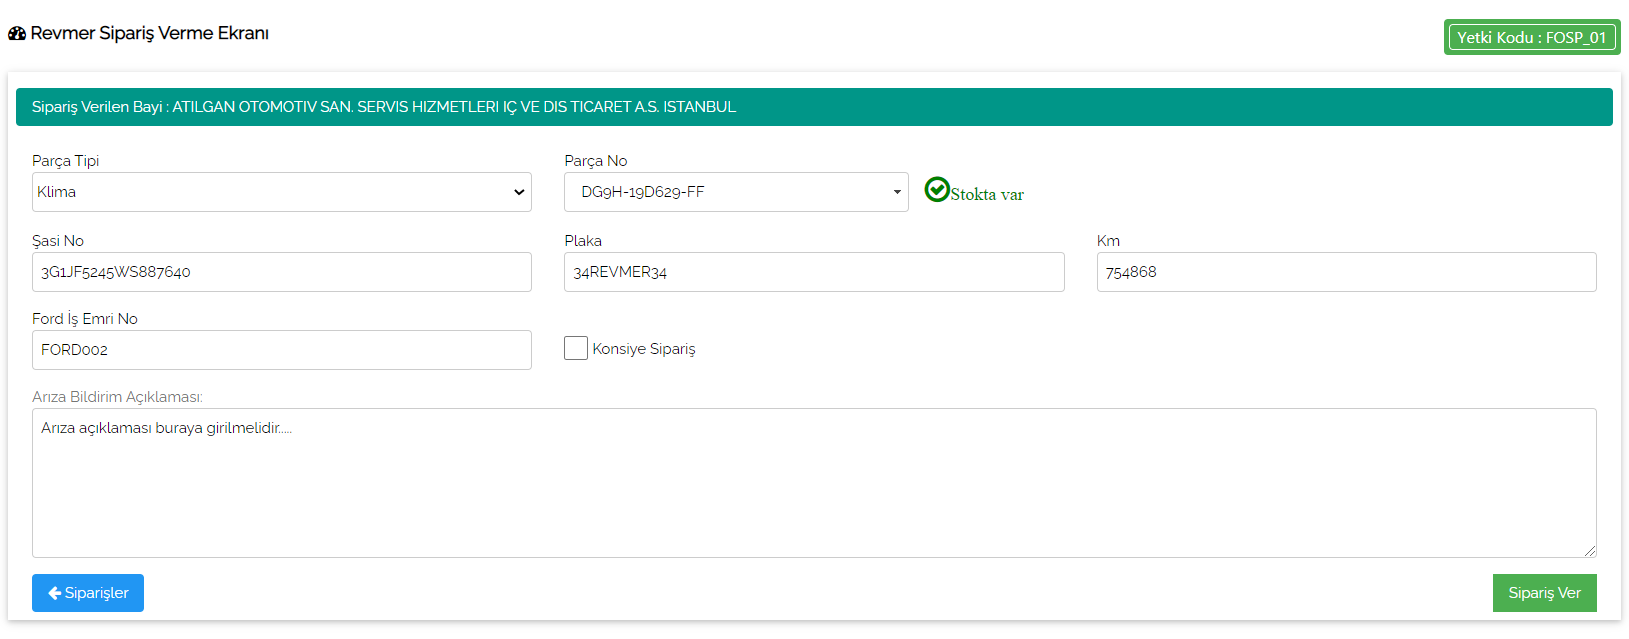 Revmer Sipariş Verme Ekranı
Yetki Kodu : FOSP_01
Sipariş Verilen Bayi : ATILGAN OTOMOTIV SAN. SERVIS HIZMETLERI IÇ VE DIS TICARET A.S. ISTANBUL
Parça Tipi
Parça No
Klima
DG9H-19D629-FF
Stokta var
Şasi No
Plaka
Km
3G1JF5245WS887640
34REVMER34
754868
Ford İş Emri No
FORD002
Konsiye Sipariş
Arıza Bildirim Açıklaması:
Arıza açıklaması buraya girilmelidir.....
Siparişler
Sipariş Ver